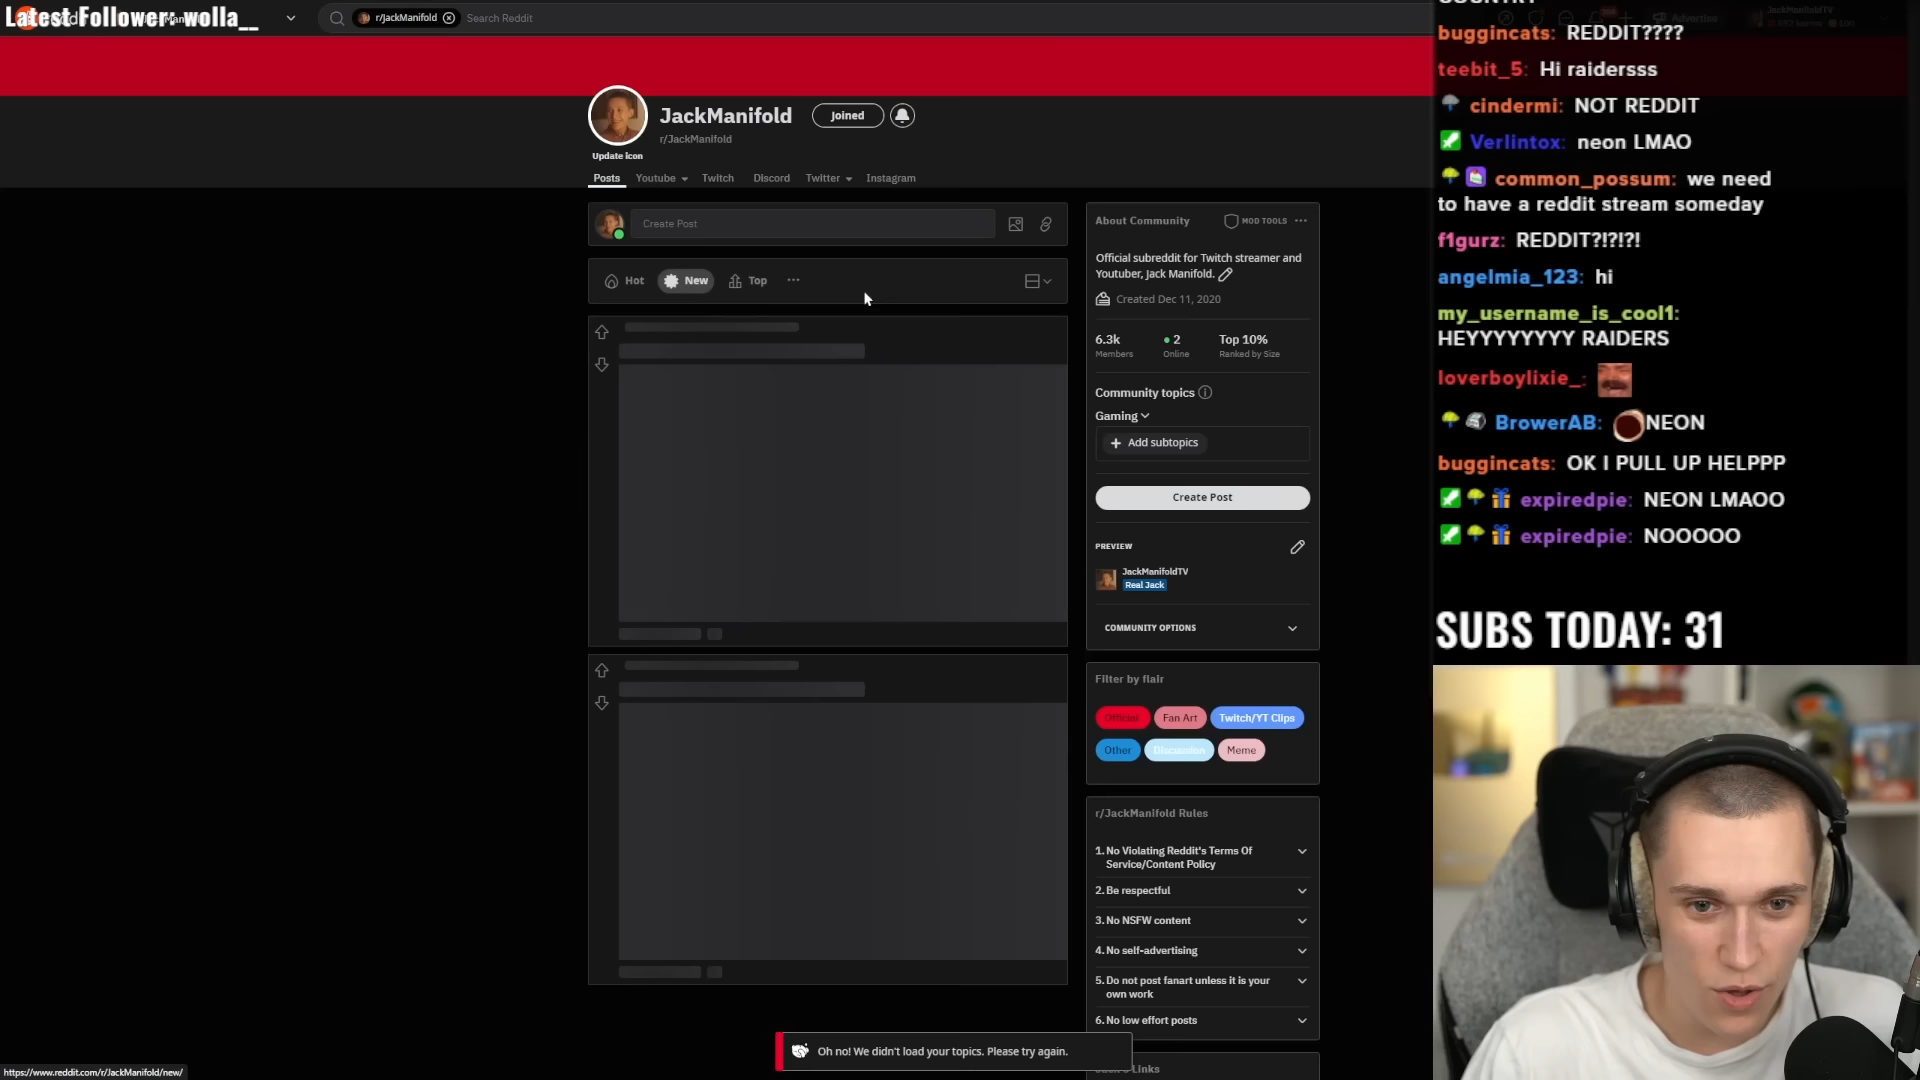 Latest Follower: wolla__
r/JackManifold
Search Reddit
Advertise
JackManifoldTV
JackManifold
Joined
r/JackManifold
Update icon
Posts
Youtube
Twitch
Discord
Twitter
Instagram
Create Post
Hot
New
Top
About Community
MOD TOOLS
Official subreddit for Twitch streamer and
Youtuber, Jack Manifold.
Created Dec 11, 2020
6.3k
2
Top 10%
Members
Online
Ranked by Size
Community topics
Gaming
Add subtopics
Create Post
PREVIEW
JackManifoldTV
Real Jack
COMMUNITY OPTIONS
Filter by flair
Official
Fan Art
Twitch/YT Clips
Other
Discussion
Meme
r/JackManifold Rules
1. No Violating Reddit's Terms Of
Service/Content Policy
2. Be respectful
3. No NSFW content
4. No self-advertising
5. Do not post fanart unless it is your
own work
6. No low effort posts
Links
Oh no! We didn't load your topics. Please try again.
https://www.reddit.com/r/JackManifold/new/
COUNTRY
buggincats: REDDIT????
teebit_5: Hi raidersss
cindermi: NOT REDDIT
Verlintox: neon LMAO
common_possum: we need
to have a reddit stream someday
f1gurz: REDDIT?!?!?!
angelmia_123: hi
my_username_is_cool1:
HEYYYYYYYY RAIDERS
loverboylixie_:
BrowerAB: NEON
buggincats: OK I PULL UP HELPPP
expiredpie: NEON LMAOO
expiredpie: NOOOOO
SUBS TODAY: 31